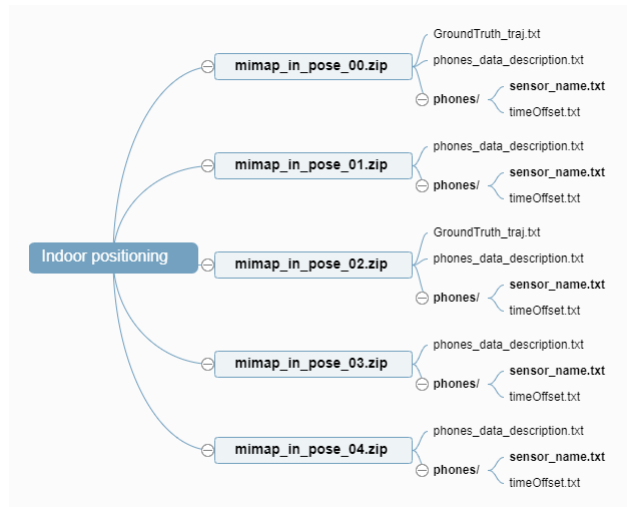 Indoor positioning
mimap_in_pose_00.zip
GroundTruth_traj.txt
phones_data_description.txt
phones/
sensor_name.txt
timeOffset.txt
mimap_in_pose_01.zip
phones_data_description.txt
phones/
sensor_name.txt
timeOffset.txt
mimap_in_pose_02.zip
GroundTruth_traj.txt
phones_data_description.txt
phones/
sensor_name.txt
timeOffset.txt
mimap_in_pose_03.zip
phones_data_description.txt
phones/
sensor_name.txt
timeOffset.txt
mimap_in_pose_04.zip
phones_data_description.txt
phones/
sensor_name.txt
timeOffset.txt